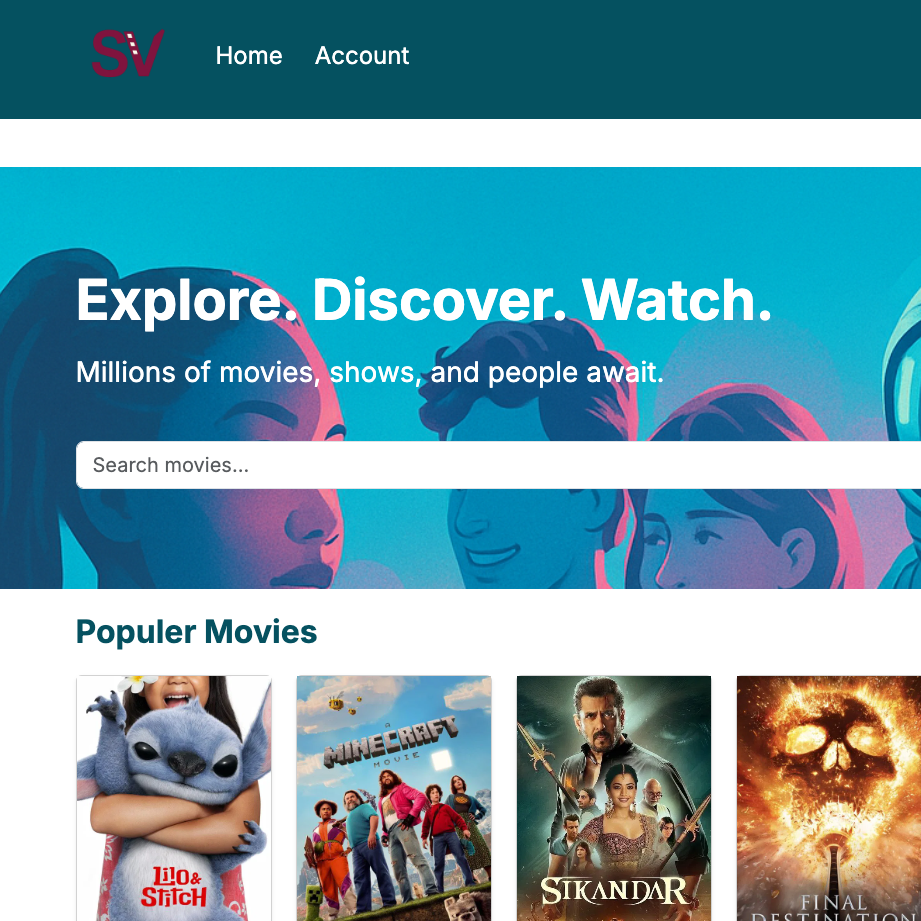 SV
Home Account
Explore. Discover. Watch.
Millions of movies, shows, and people await.
Search movies...
Populer Movies
A
MINECRAFT
MOVIE
LILO &
STITCH
SIKANDAR
FINAL
DESTINATION